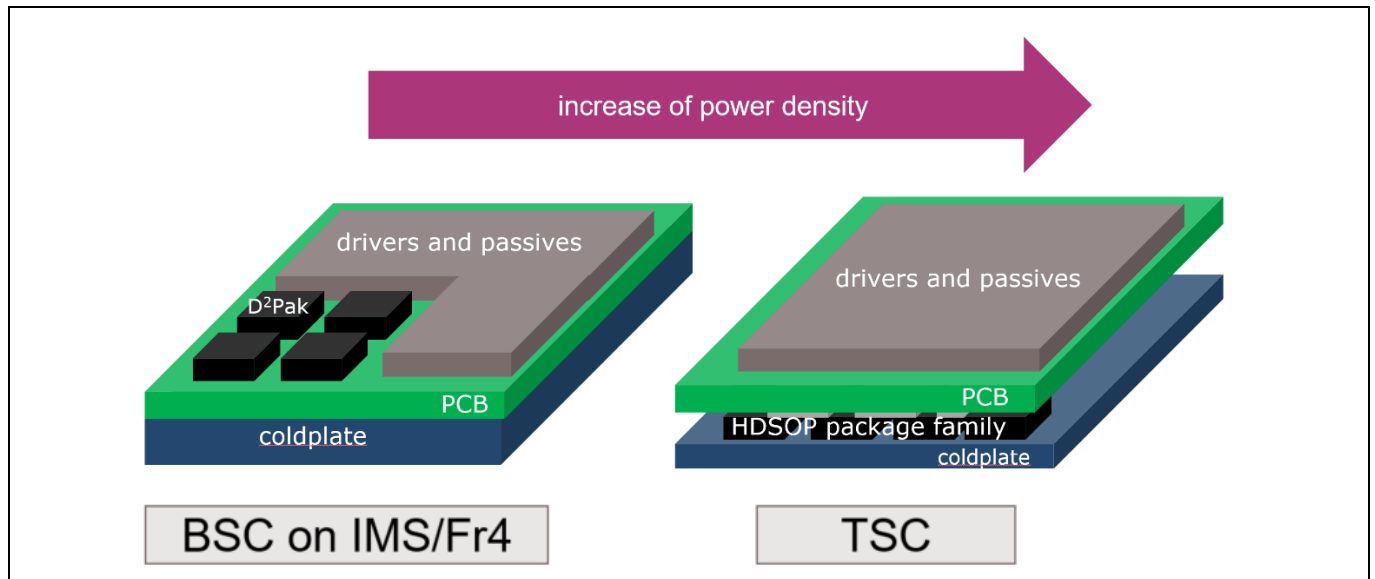 increase of power density
drivers and passives
D²Pak
PCB
coldplate
BSC on IMS/Fr4
drivers and passives
PCB
HDSOP package family
coldplate
TSC